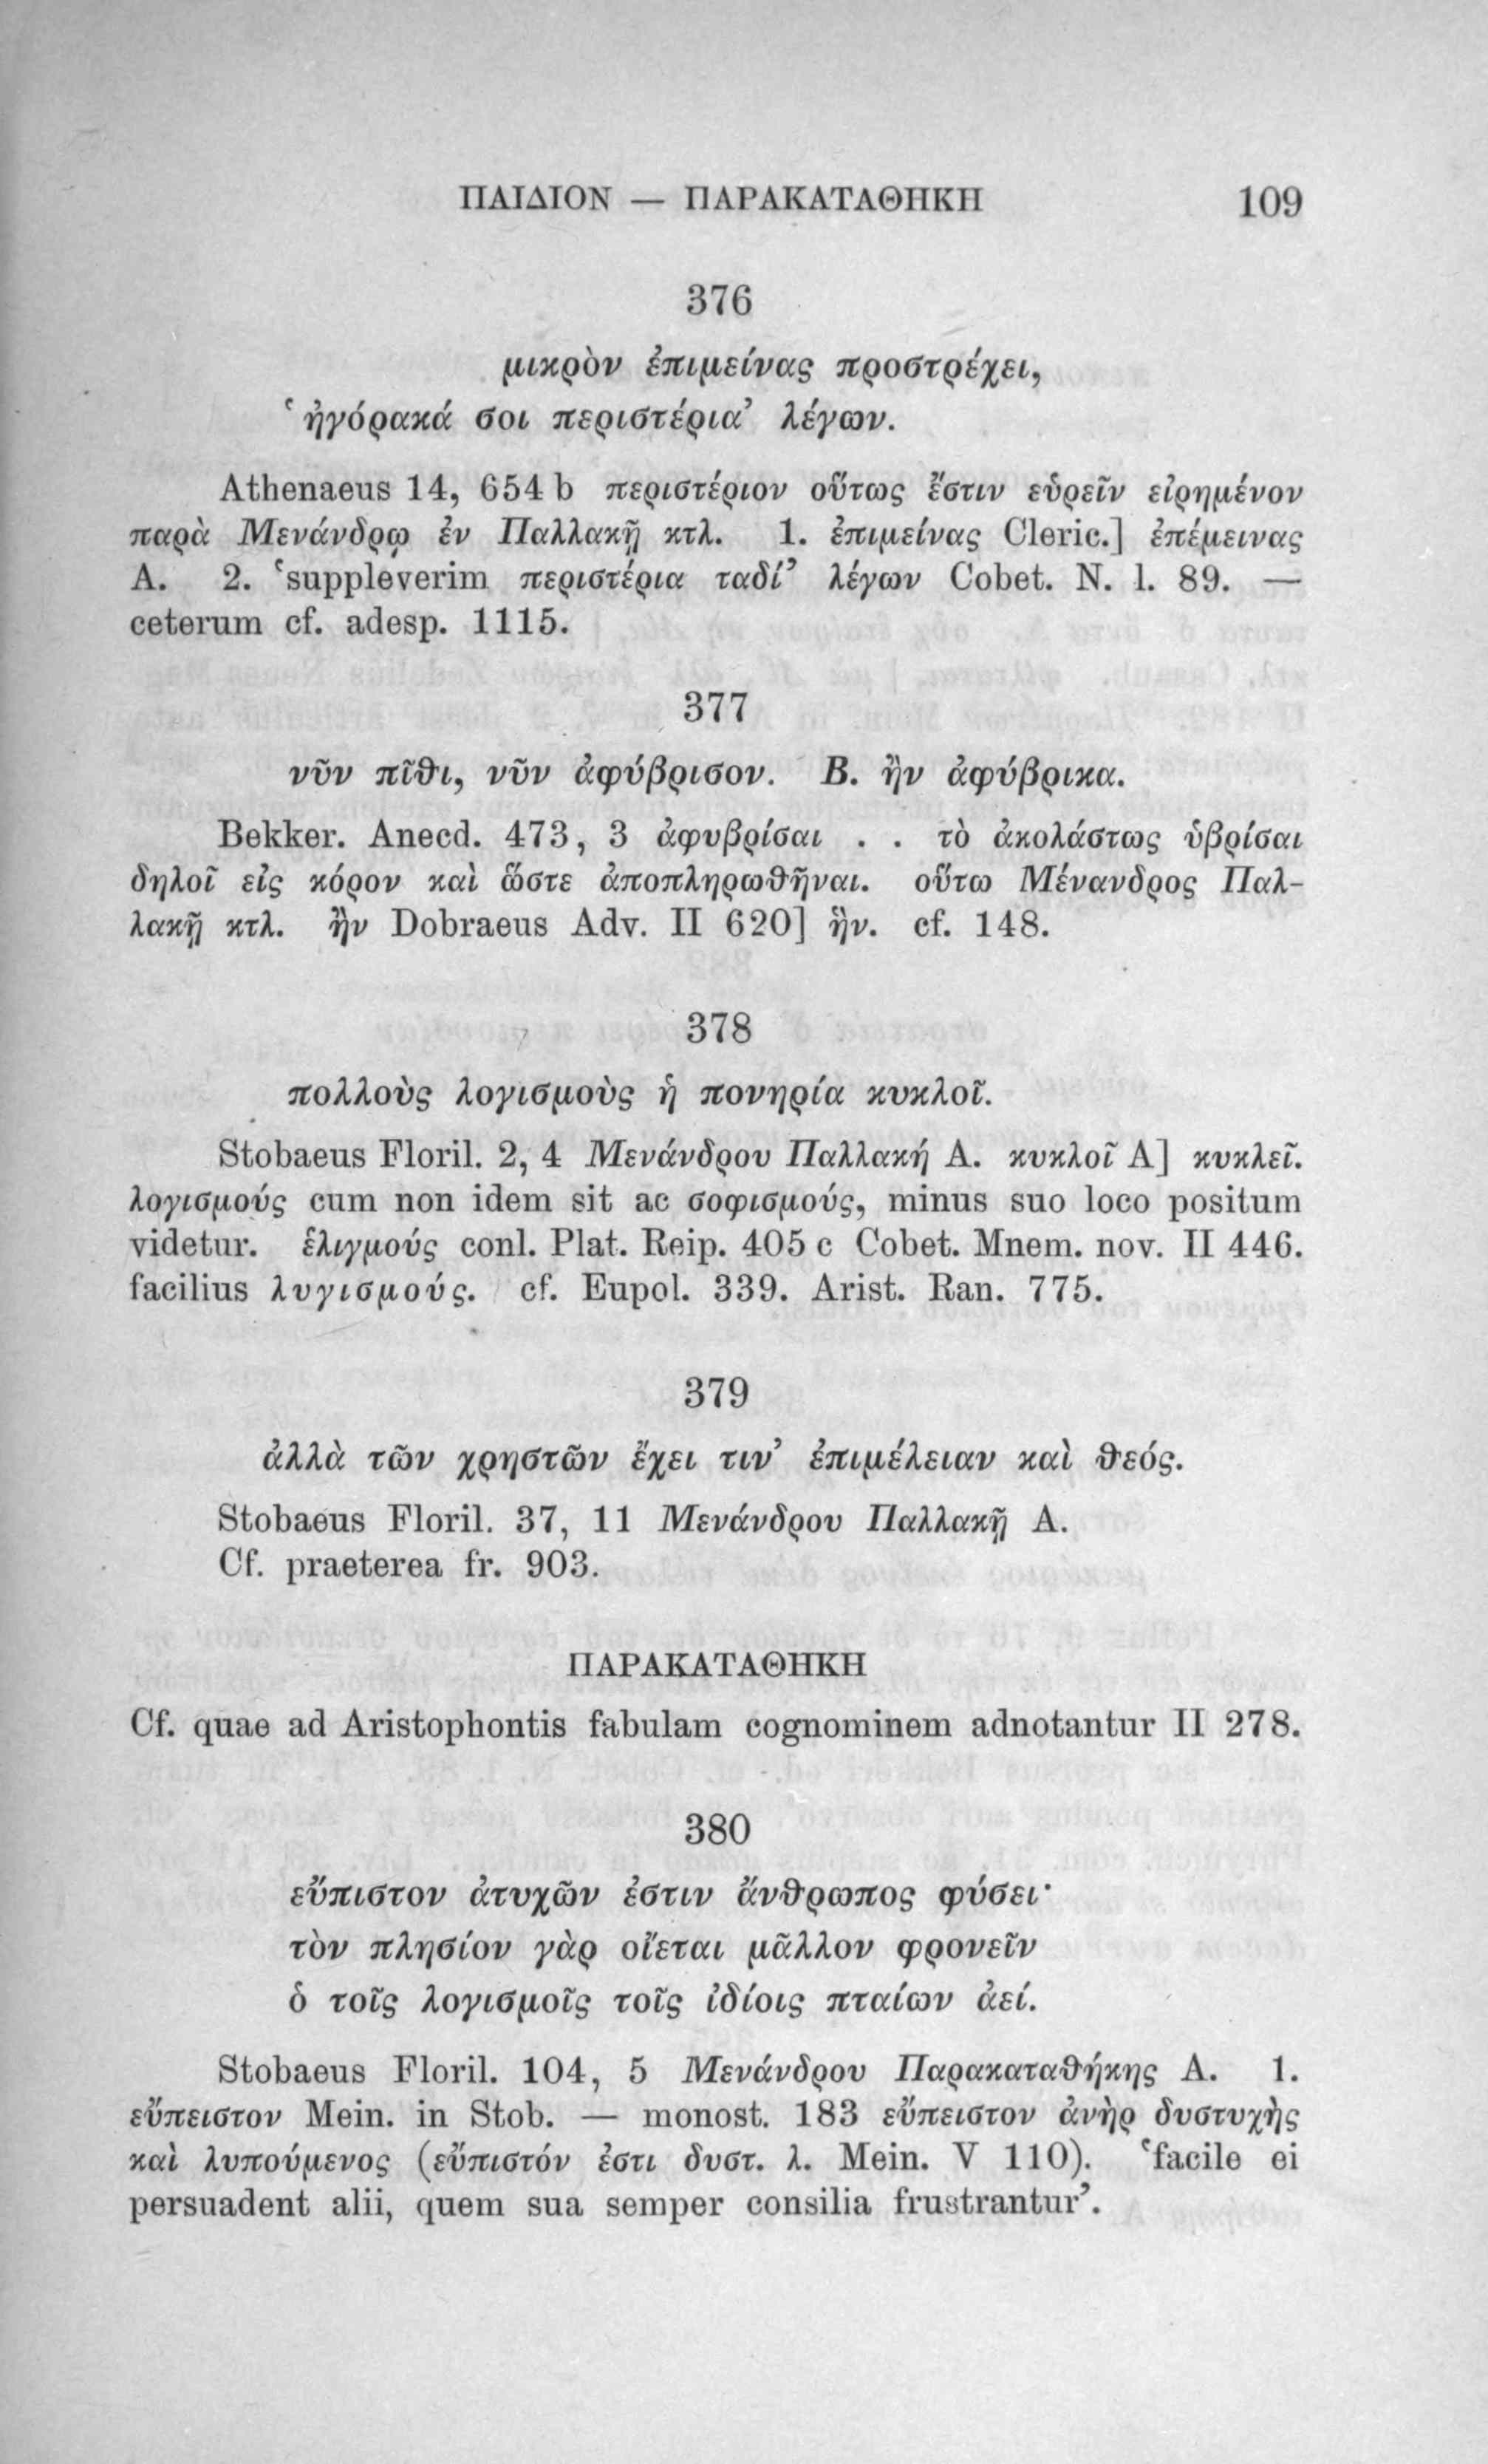 ΠΑΙΔΙΟΝ — ΠΑΡΑΚΑΤΑΘΗΚΗ 109
376
μικρὸν ἐπιμείνας προστρέχει,
‘ἠγόρακά σοι περιστέρια’ λέγων.
Athenaeus 14, 654 b περιστέριον οὕτως ἔστιν εὑρεῖν εἰρημένον
παρὰ Μενάνδρῳ ἐν Παλλακῇ κτλ. 1. ἐπιμείνας Cleric.] ἐπέμεινας
A. 2. ‘suppleverim περιστέρια ταδί’ λέγων Cobet. N. l. 89. —
ceterum cf. adesp. 1115.
377
νῦν πῖθι, νῦν ἀφύβρισον. B. ἢν ἀφύβρικα.
Bekker. Anecd. 473, 3 ἀφυβρίσαι . . τὸ ἀκολάστως ὑβρίσαι
δηλοῖ εἰς κόρον καὶ ὥστε ἀποπληρωθῆναι. οὕτω Μένανδρος Παλ-
λακῇ κτλ. ἢν Dobraeus Adv. II 620] ἣν. cf. 148.
378
πολλοὺς λογισμοὺς ἡ πονηρία κυκλοῖ.
Stobaeus Floril. 2, 4 Μενάνδρου Παλλακή A. κυκλοῖ A] κυκλεῖ.
λογισμούς cum non idem sit ac σοφισμούς, minus suo loco positum
videtur. ἑλιγμούς conl. Plat. Reip. 405 c Cobet. Mnem. nov. II 446.
facilius λυγισμούς. cf. Eupol. 339. Arist. Ran. 775.
379
ἀλλὰ τῶν χρηστῶν ἔχει τιν’ ἐπιμέλειαν καὶ θεός.
Stobaeus Floril. 37, 11 Μενάνδρου Παλλακῇ A.
Cf. praeterea fr. 903.
ΠΑΡΑΚΑΤΑΘΗΚΗ
Cf. quae ad Aristophontis fabulam cognominem adnotantur II 278.
380
εὔπιστον ἀτυχῶν ἐστιν ἄνθρωπος φύσει·
τὸν πλησίον γὰρ οἴεται μᾶλλον φρονεῖν
ὁ τοῖς λογισμοῖς τοῖς ἰδίοις πταίων ἀεί.
Stobaeus Floril. 104, 5 Μενάνδρου Παρακαταθήκης A. 1.
εὔπειστον Mein. in Stob. — monost. 183 εὔπειστον ἀνὴρ δυστυχὴς
καὶ λυπούμενος (εὔπιστόν ἐστι δυστ. λ. Mein. V 110). ‘facile ei
persuadent alii, quem sua semper consilia frustrantur’.